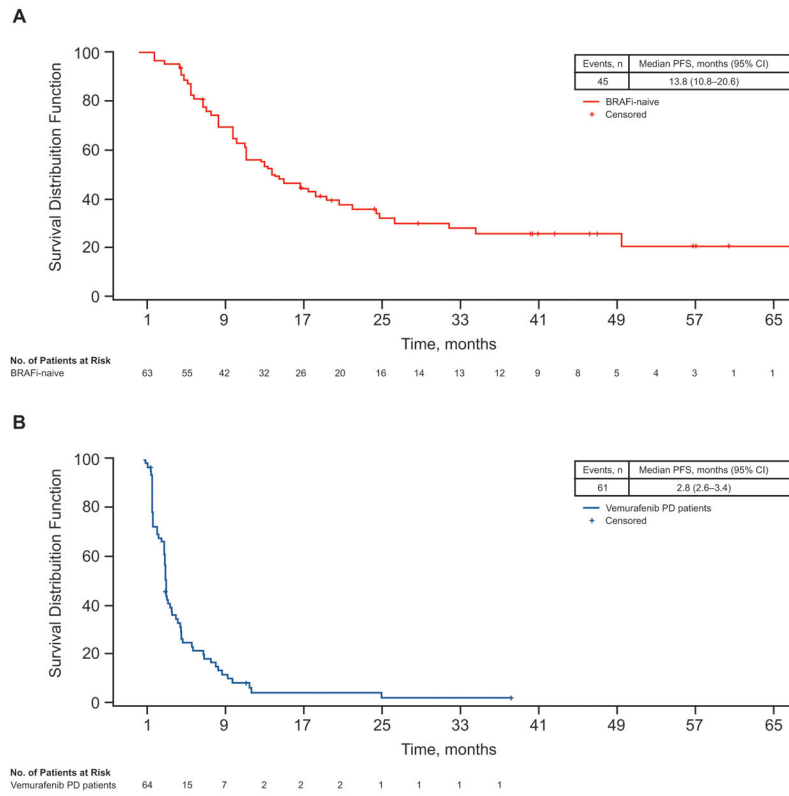 A
100
80
60
40
20
0
Survival Distribuition Function
Events, n Median PFS, months (95% CI)
45 13.8 (10.8–20.6)
BRAFi-naive
Censored
1 9 17 25 33 41 49 57 65
Time, months
No. of Patients at Risk
BRAFi-naive 63 55 42 32 26 20 16 14 13 12 9 8 5 4 3 1 1
B
100
80
60
40
20
0
Survival Distribuition Function
Events, n Median PFS, months (95% CI)
61 2.8 (2.6–3.4)
Vemurafenib PD patients
Censored
1 9 17 25 33 41 49 57 65
Time, months
No. of Patients at Risk
Vemurafenib PD patients 64 15 7 2 2 2 1 1 1 1